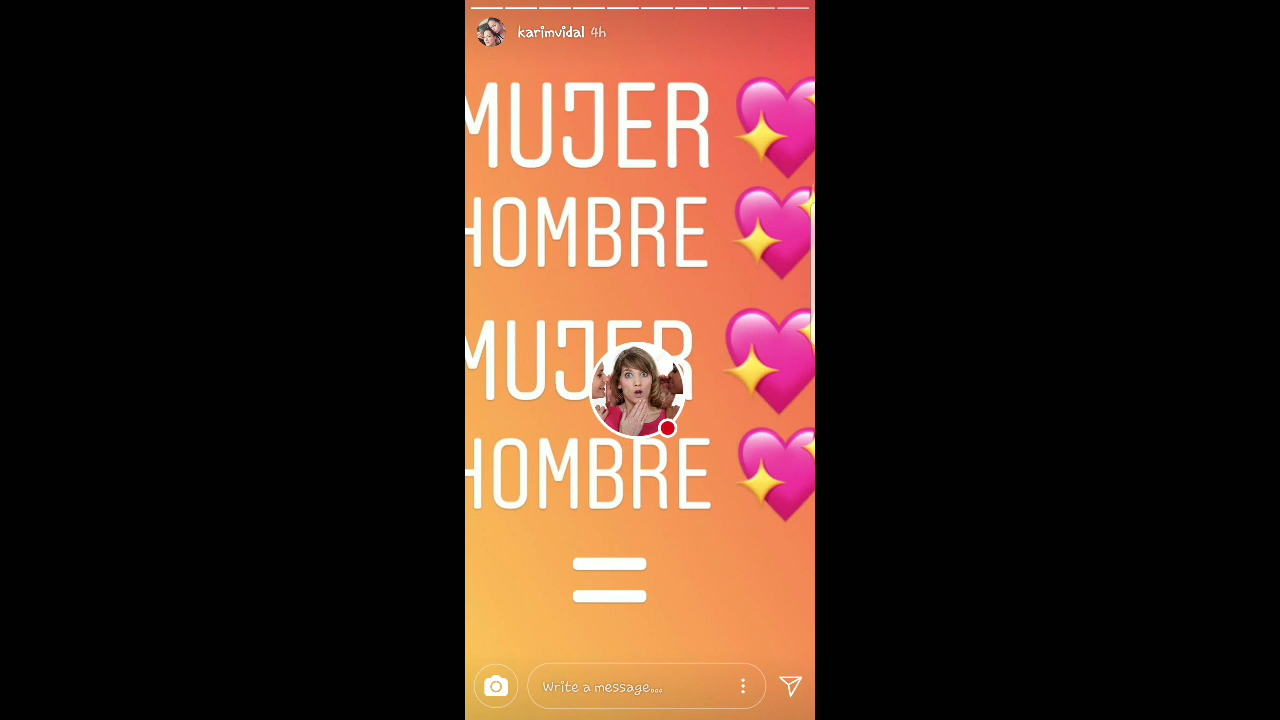 karimvidal 4h
MUJER
HOMBRE
MUJER
HOMBRE
=
Write a message...